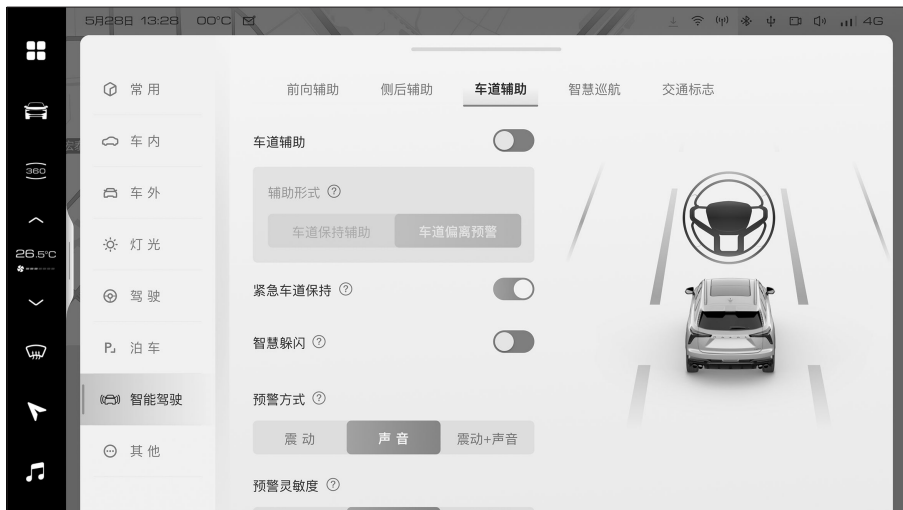 5月28日 13:28 00°C
4G
360
26.5°C
常用
车内
车外
灯光
驾驶
P 泊车
智能驾驶
其他
前向辅助 侧后辅助 车道辅助 智慧巡航 交通标志
车道辅助
辅助形式 ?
车道保持辅助 车道偏离预警
紧急车道保持 ?
智慧躲闪 ?
预警方式 ?
震动 声音 震动+声音
预警灵敏度 ?